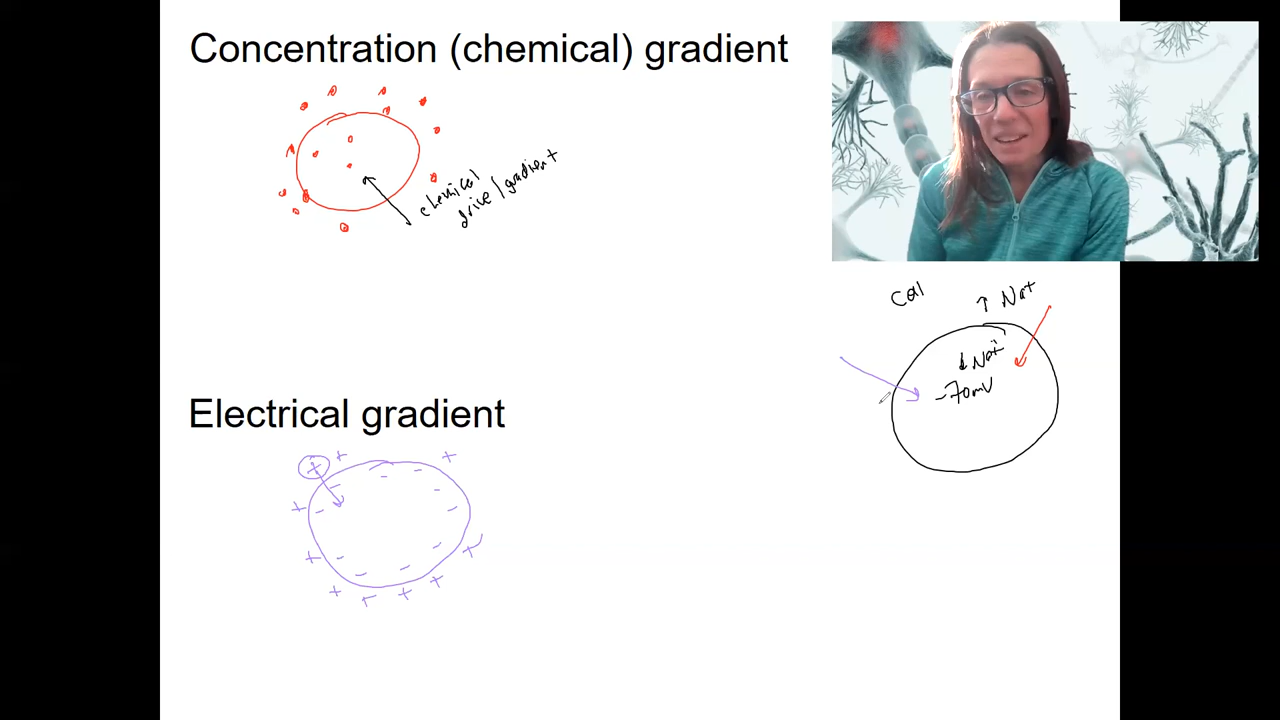 Concentration (chemical) gradient
chemical
drive / gradient
Cell
↑ Na+
↓ Na+
-70mV
Electrical gradient